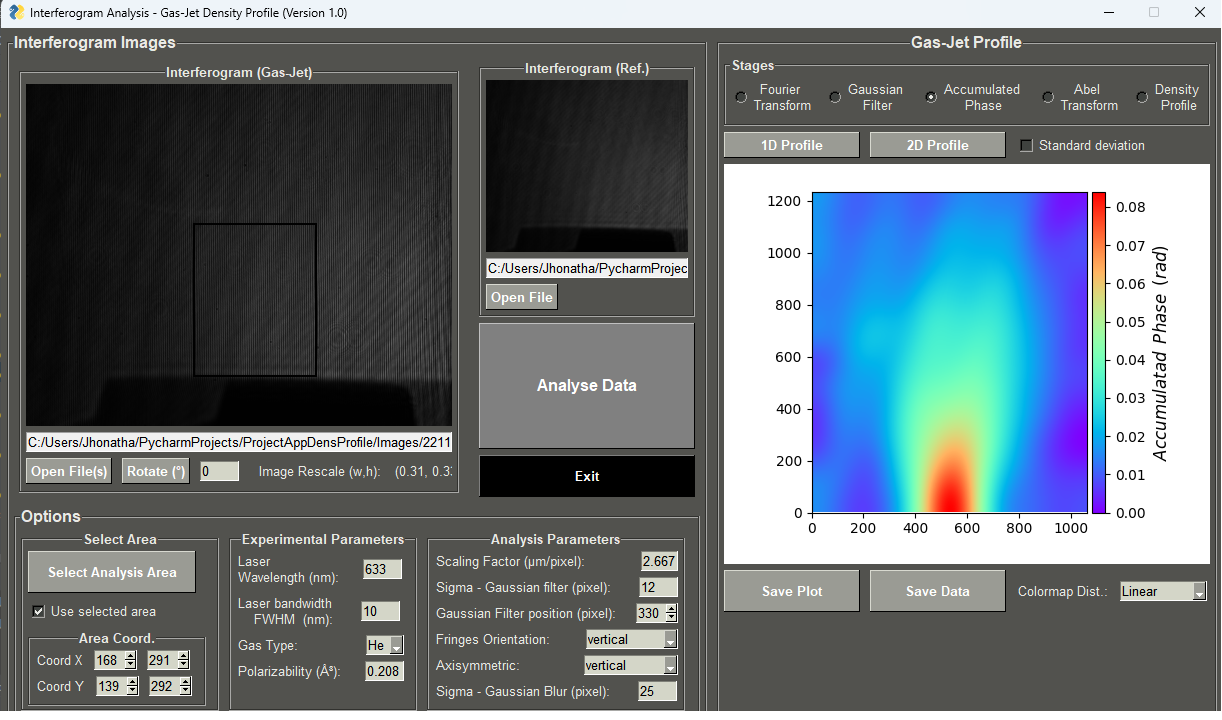 Interferogram Analysis - Gas-Jet Density Profile (Version 1.0)
Interferogram Images
Interferogram (Gas-Jet)
C:/Users/Jhonatha/PycharmProjects/ProjectAppDensProfile/Images/2211
Open File(s)
Rotate (°)
0
Image Rescale (w,h): (0.31, 0.3
Interferogram (Ref.)
C:/Users/Jhonatha/PycharmProjec
Open File
Analyse Data
Exit
Options
Select Area
Select Analysis Area
Use selected area
Area Coord.
Coord X 168 291
Coord Y 139 292
Experimental Parameters
Laser
Wavelength (nm): 633
Laser bandwidth
FWHM (nm): 10
Gas Type: He
Polarizability (Å³): 0.208
Analysis Parameters
Scaling Factor (µm/pixel): 2.667
Sigma - Gaussian filter (pixel): 12
Gaussian Filter position (pixel): 330
Fringes Orientation: vertical
Axisymmetric: vertical
Sigma - Gaussian Blur (pixel): 25
Gas-Jet Profile
Stages
Fourier
Transform
Gaussian
Filter
Accumulated
Phase
Abel
Transform
Density
Profile
1D Profile
2D Profile
Standard deviation
1200
1000
800
600
400
200
0
0 200 400 600 800 1000
0.08
0.07
0.06
0.05
0.04
0.03
0.02
0.01
0.00
Accumulatad Phase (rad)
Save Plot
Save Data
Colormap Dist.: Linear